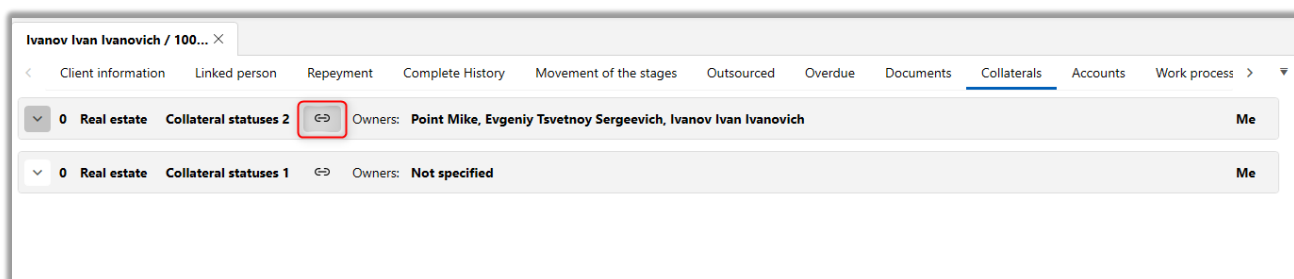 Ivanov Ivan Ivanovich / 100...
Client information Linked person Repeyment Complete History Movement of the stages Outsourced Overdue Documents Collaterals Accounts Work process
0 Real estate Collateral statuses 2 Owners: Point Mike, Evgeniy Tsvetnoy Sergeevich, Ivanov Ivan Ivanovich Me
0 Real estate Collateral statuses 1 Owners: Not specified Me